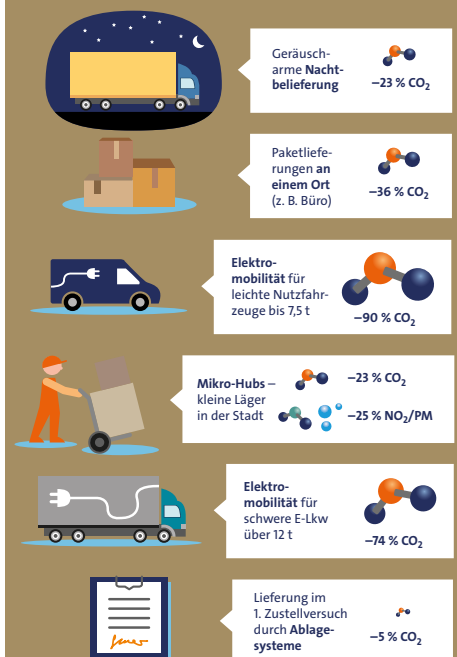 Geräusch-
arme Nacht-
belieferung
–23 % CO₂
Paketliefe-
rungen an
einem Ort
(z. B. Büro)
–36 % CO₂
Elektro-
mobilität für
leichte Nutzfahr-
zeuge bis 7,5 t
–90 % CO₂
Mikro-Hubs –
kleine Läger
in der Stadt
–23 % CO₂
–25 % NO₂/PM
Elektro-
mobilität für
schwere E-Lkw
über 12 t
–74 % CO₂
Lieferung im
1. Zustellversuch
durch Ablage-
systeme
–5 % CO₂